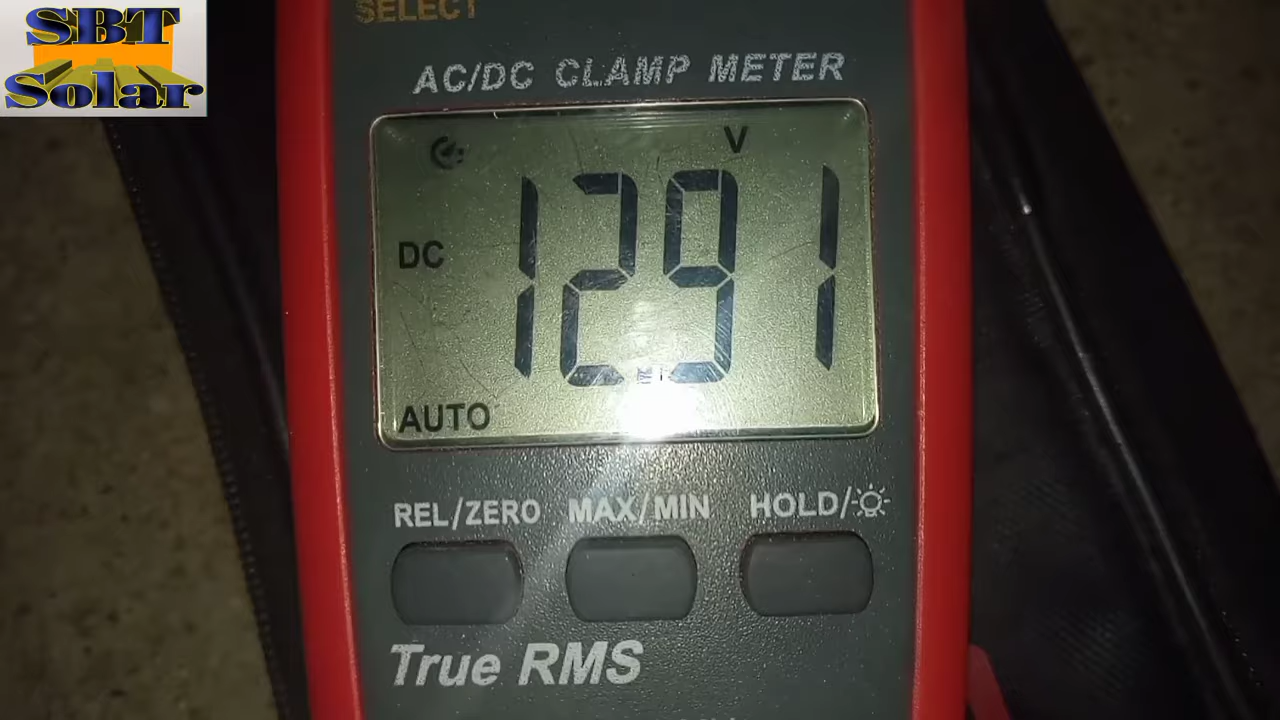 SBT
Solar
SELECT
AC/DC CLAMP METER
V
DC
1291
AUTO
REL/ZERO MAX/MIN HOLD/
True RMS